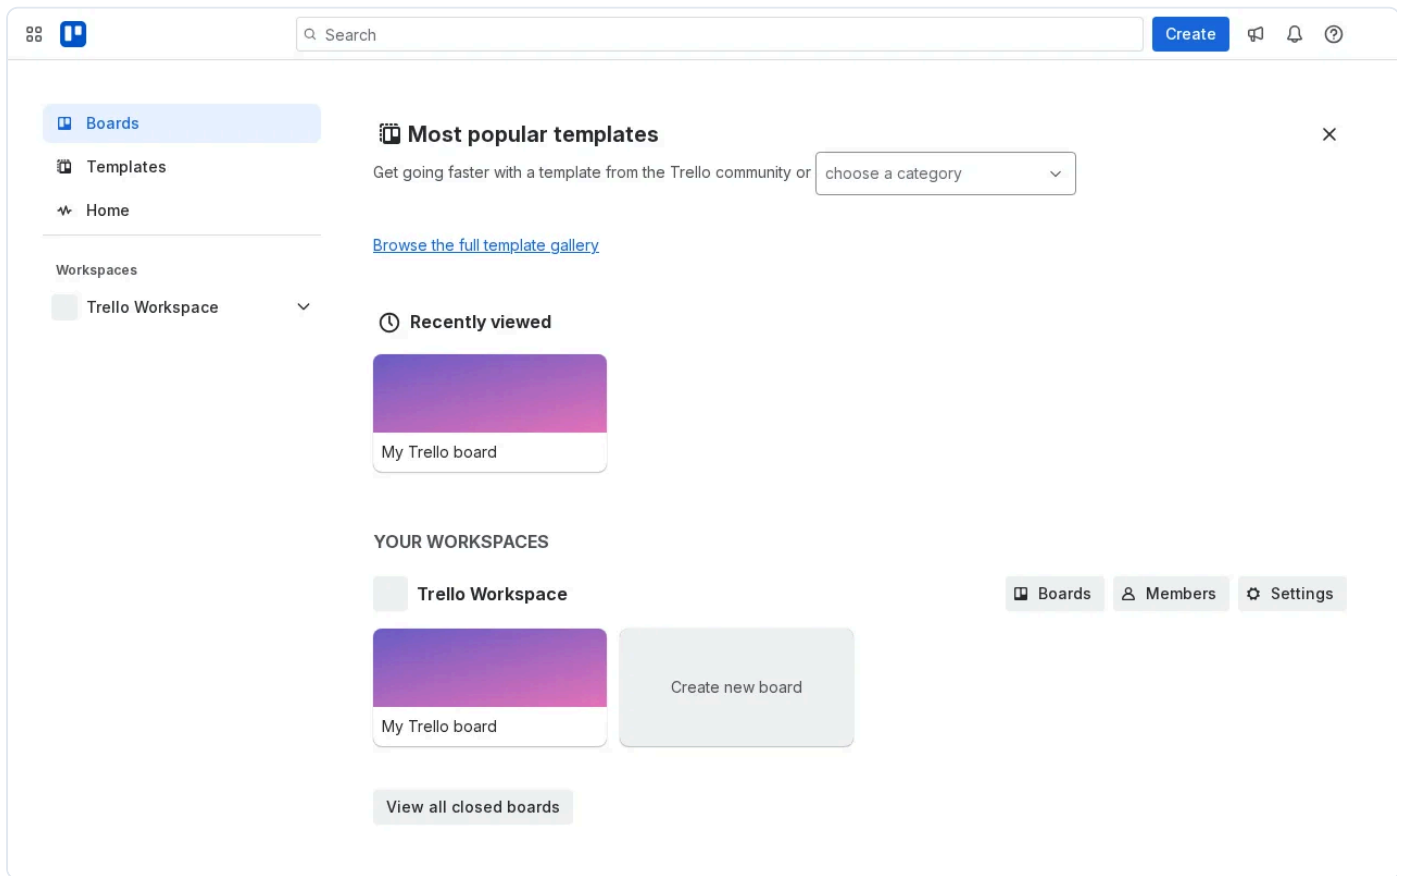 Search
Create
Boards
Templates
Home
Workspaces
Trello Workspace
Most popular templates
Get going faster with a template from the Trello community or choose a category
Browse the full template gallery
Recently viewed
My Trello board
YOUR WORKSPACES
Trello Workspace
Boards
Members
Settings
My Trello board
Create new board
View all closed boards